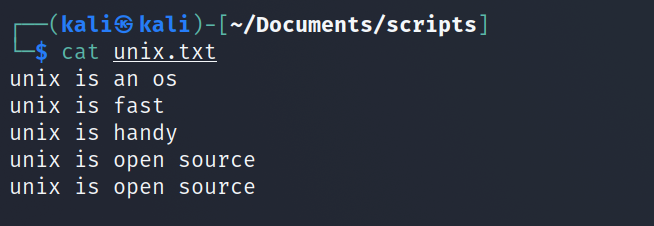 ┌──(kali㉿kali)-[~/Documents/scripts]
└─$ cat unix.txt
unix is an os
unix is fast
unix is handy
unix is open source
unix is open source